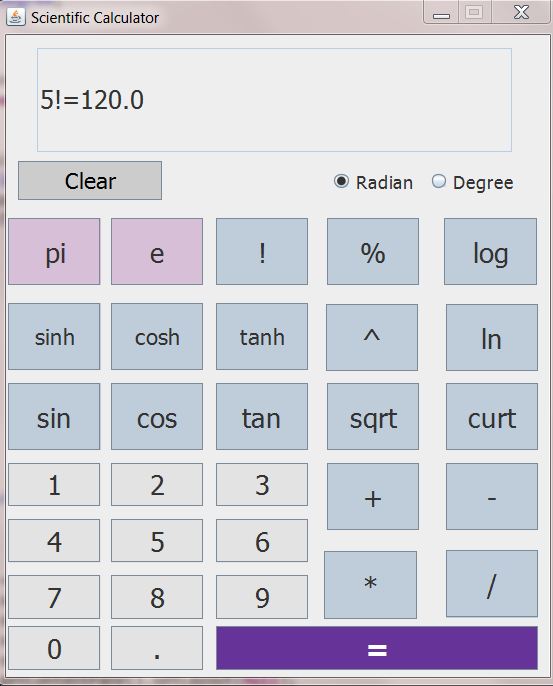 Scientific Calculator
5!=120.0
Clear Radian Degree
pi e ! % log
sinh cosh tanh ^ ln
sin cos tan sqrt curt
1 2 3 + -
4 5 6
7 8 9 * /
0 . =